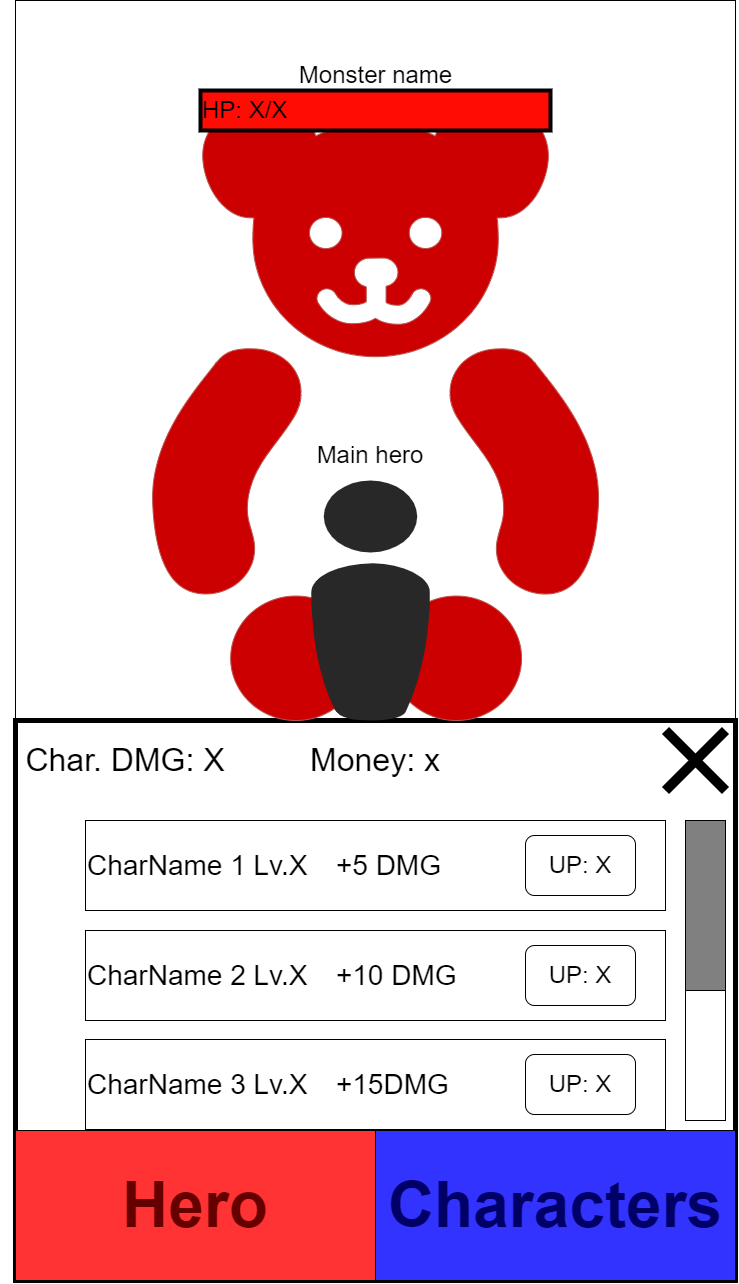 Monster name
HP: X/X
Main hero
Char. DMG: X Money: x
CharName 1 Lv.X +5 DMG UP: X
CharName 2 Lv.X +10 DMG UP: X
CharName 3 Lv.X +15DMG UP: X
Hero Characters